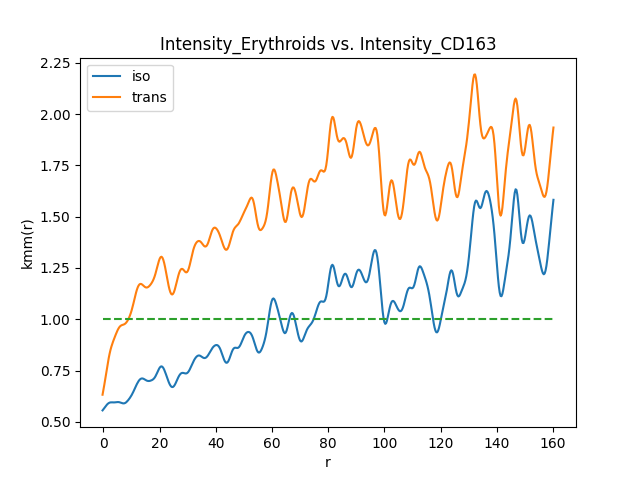 Intensity_Erythroids vs. Intensity_CD163
iso
trans
kmm(r)
2.25
2.00
1.75
1.50
1.25
1.00
0.75
0.50
0 20 40 60 80 100 120 140 160
r